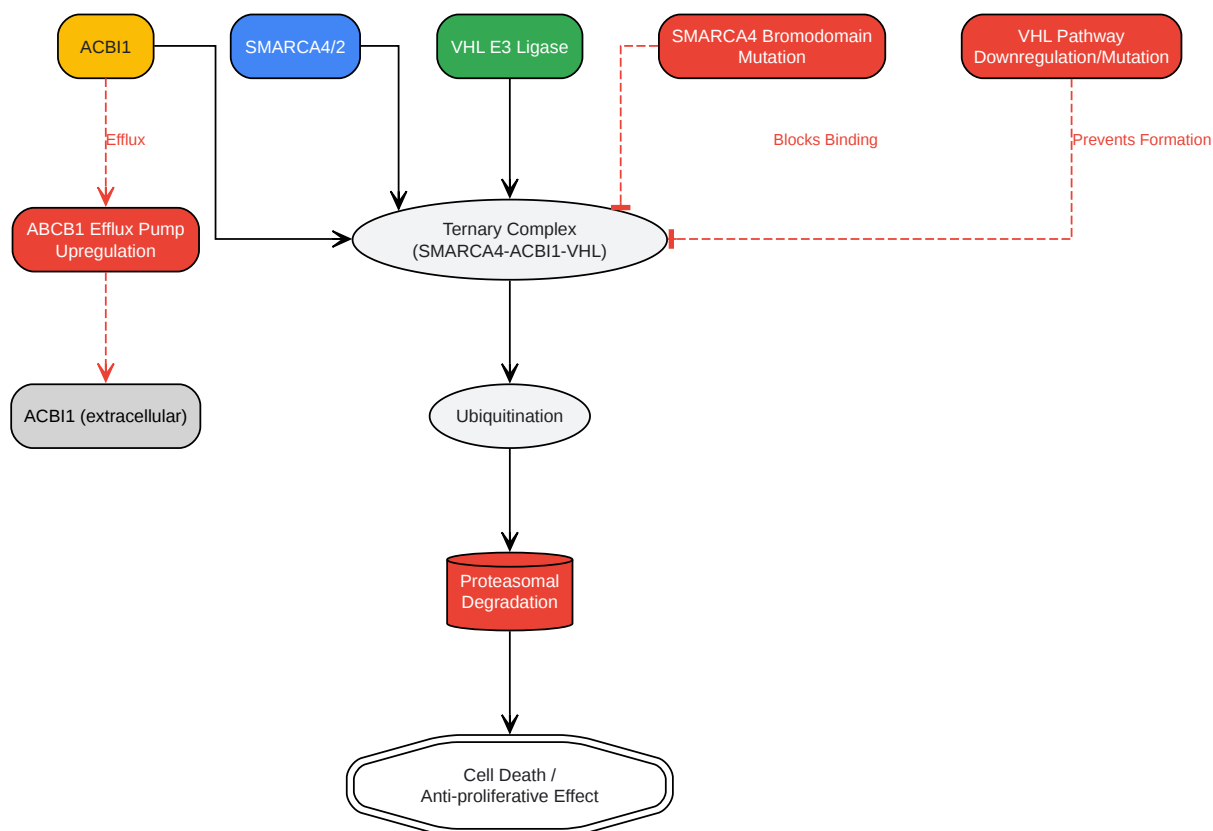 ACBI1
SMARCA4/2
VHL E3 Ligase
SMARCA4 Bromodomain
Mutation
VHL Pathway
Downregulation/Mutation
Efflux
Blocks Binding
Prevents Formation
ABCB1 Efflux Pump
Upregulation
Ternary Complex
(SMARCA4-ACBI1-VHL)
ACBI1 (extracellular)
Ubiquitination
Proteasomal
Degradation
Cell Death /
Anti-proliferative Effect